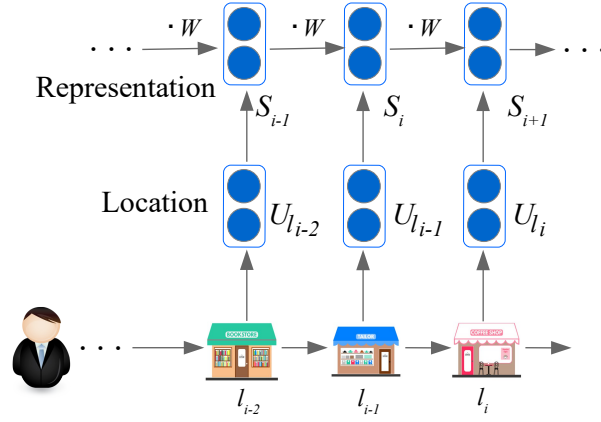 · W · W · W
. . . . . .
Representation
S_{i-1} S_i S_{i+1}
Location U_{l_{i-2}} U_{l_{i-1}} U_{l_i}
BOOKSTORE TAILOR COFFEE SHOP
. . .
l_{i-2} l_{i-1} l_i